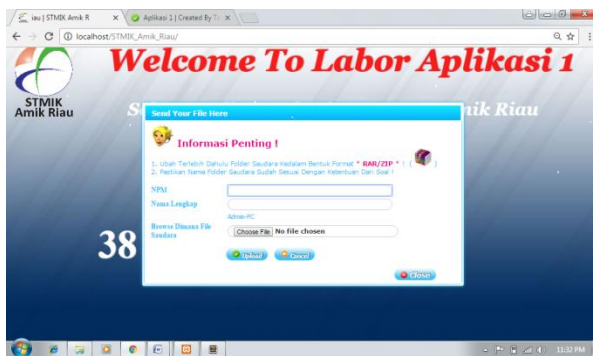 iau | STMIK Amik R
Aplikasi 1 | Created By T
localhost/STMIK_Amik_Riau/
Welcome To Labor Aplikasi 1
STMIK
Amik Riau
S
mik Riau
Send Your File Here
Informasi Penting !
1. Ubah Terlebih Dahulu Folder Saudara Kedalam Bentuk Format " RAR/ZIP " ! ( )
2. Pastikan Nama Folder Saudara Sudah Sesuai Dengan Ketentuan Dari Soal !
NPM
Nama Lengkap
Admin-PC
Browse Dimana File
Saudara
Choose File No file chosen
38
Upload Cancel
Close
11:32 PM